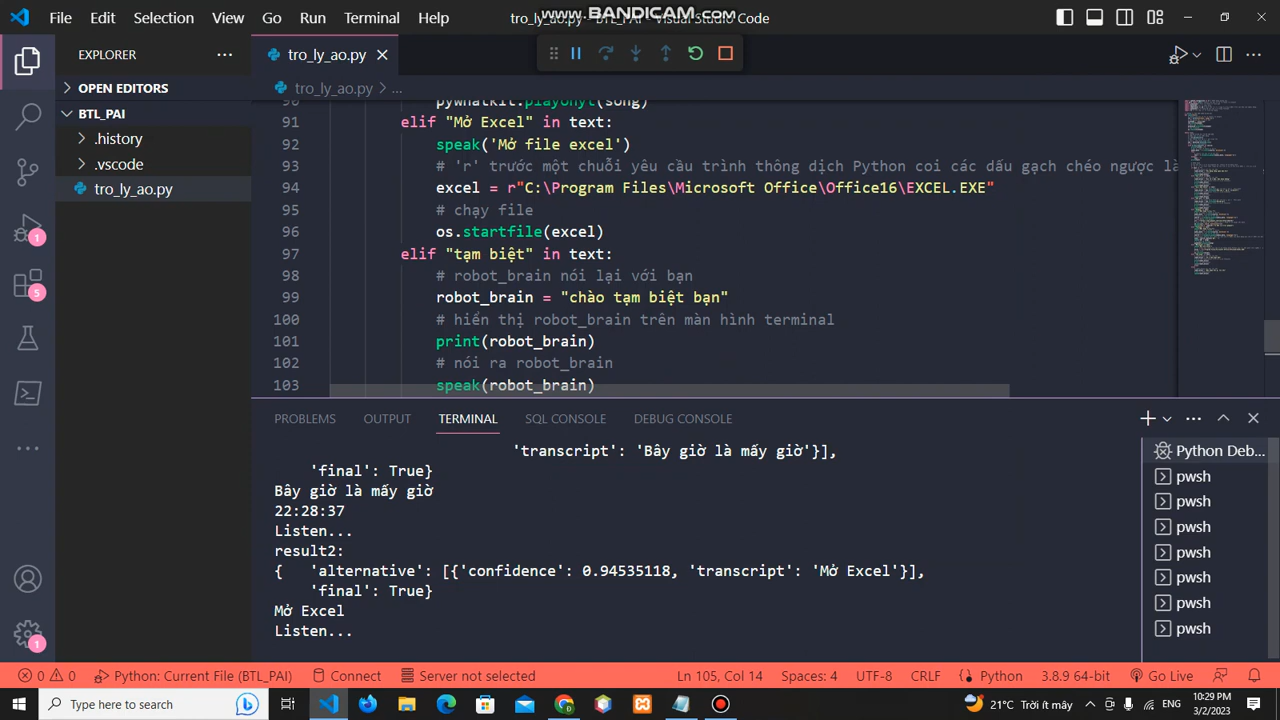 www.BANDICAM.com
File Edit Selection View Go Run Terminal Help tro_ly_ao.py - BTL_PAI - Visual Studio Code
EXPLORER
tro_ly_ao.py
OPEN EDITORS
tro_ly_ao.py > ...
BTL_PAI
.history
.vscode
tro_ly_ao.py
90 pywhatkit.playonyt(song)
91 elif "Mở Excel" in text:
92 speak('Mở file excel')
93 # 'r' trước một chuỗi yêu cầu trình thông dịch Python coi các dấu gạch chéo ngược là
94 excel = r"C:\Program Files\Microsoft Office\Office16\EXCEL.EXE"
95 # chạy file
96 os.startfile(excel)
97 elif "tạm biệt" in text:
98 # robot_brain nói lại với bạn
99 robot_brain = "chào tạm biệt bạn"
100 # hiển thị robot_brain trên màn hình terminal
101 print(robot_brain)
102 # nói ra robot_brain
103 speak(robot_brain)
PROBLEMS OUTPUT TERMINAL SQL CONSOLE DEBUG CONSOLE
'transcript': 'Bây giờ là mấy giờ'}],
'final': True}
Bây giờ là mấy giờ
22:28:37
Listen...
result2:
{ 'alternative': [{'confidence': 0.94535118, 'transcript': 'Mở Excel'}],
'final': True}
Mở Excel
Listen...
Python Deb...
pwsh
pwsh
pwsh
pwsh
pwsh
pwsh
pwsh
1
5
1
0 0 Python: Current File (BTL_PAI) Connect Server not selected Ln 105, Col 14 Spaces: 4 UTF-8 CRLF Python 3.8.9 64-bit Go Live
Type here to search
21°C Trời ít mây ENG 10:29 PM
3/2/2023